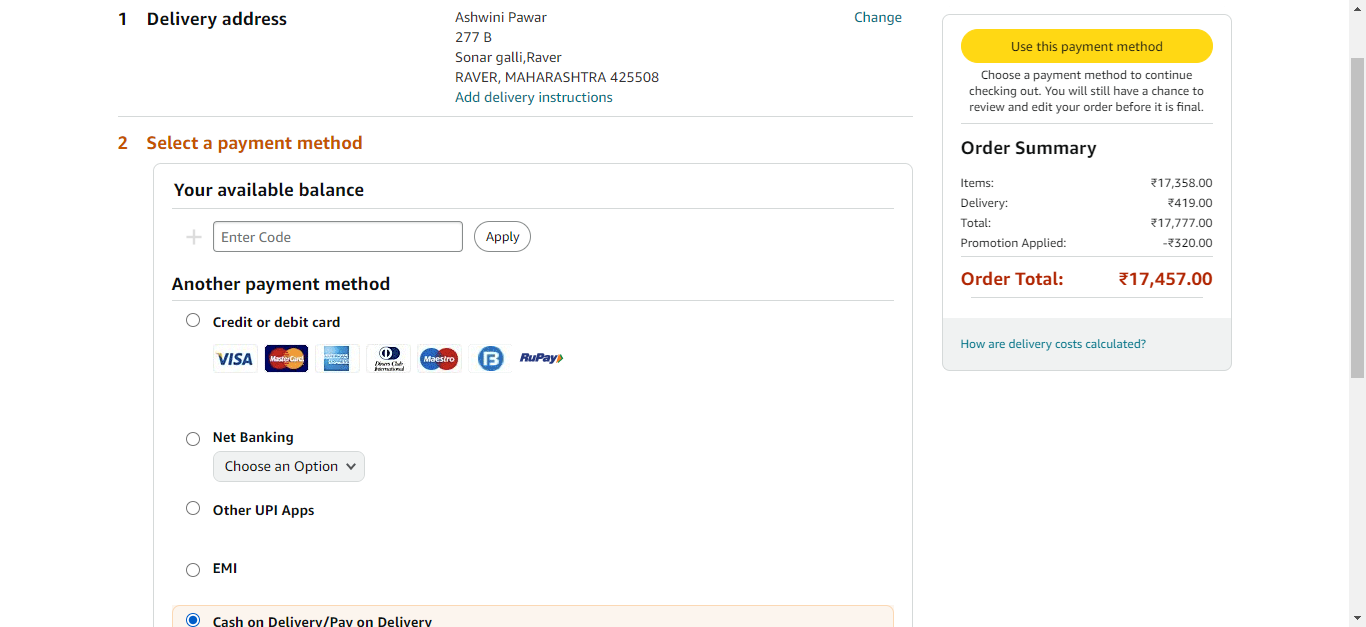 1 Delivery address
Ashwini Pawar
277 B
Sonar galli,Raver
RAVER, MAHARASHTRA 425508
Add delivery instructions
Change
2 Select a payment method
Your available balance
Enter Code
Apply
Another payment method
Credit or debit card
VISA MasterCard Diners Club International Maestro B RuPay
Net Banking
Choose an Option
Other UPI Apps
EMI
Cash on Delivery/Pay on Delivery
Use this payment method
Choose a payment method to continue
checking out. You will still have a chance to
review and edit your order before it is final.
Order Summary
Items: ₹17,358.00
Delivery: ₹419.00
Total: ₹17,777.00
Promotion Applied: -₹320.00
Order Total: ₹17,457.00
How are delivery costs calculated?